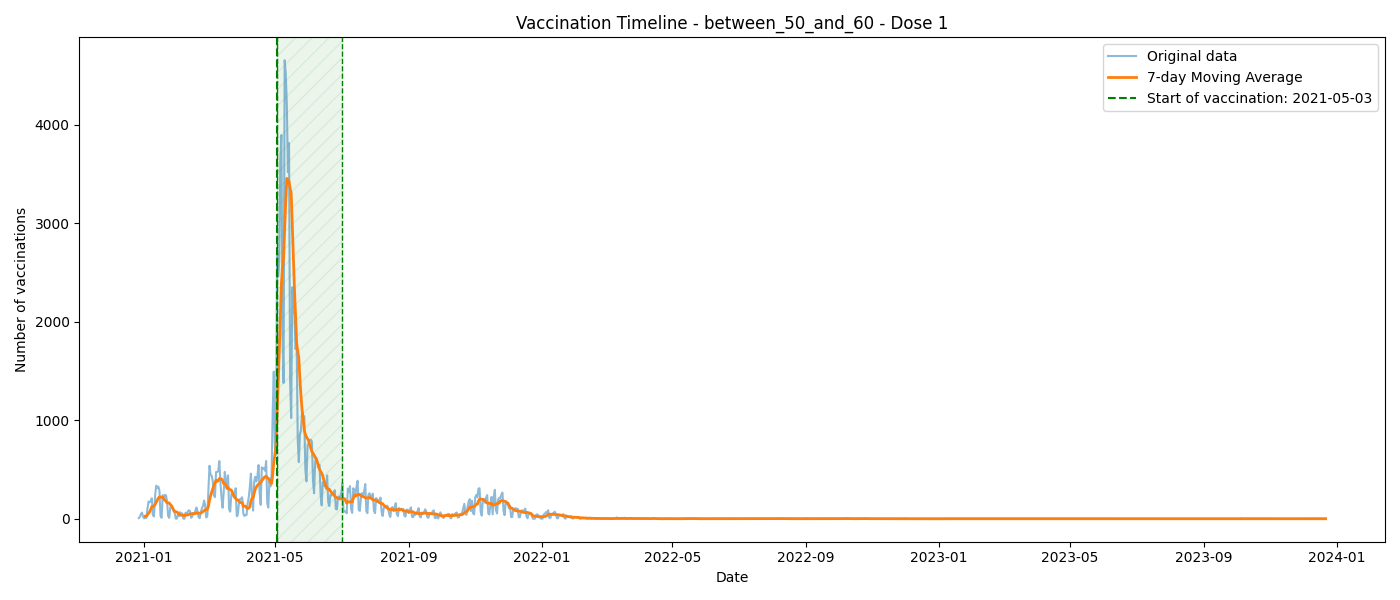 Vaccination Timeline - between_50_and_60 - Dose 1
Original data
7-day Moving Average
Start of vaccination: 2021-05-03
Number of vaccinations
4000
3000
2000
1000
0
2021-01 2021-05 2021-09 2022-01 2022-05 2022-09 2023-01 2023-05 2023-09 2024-01
Date